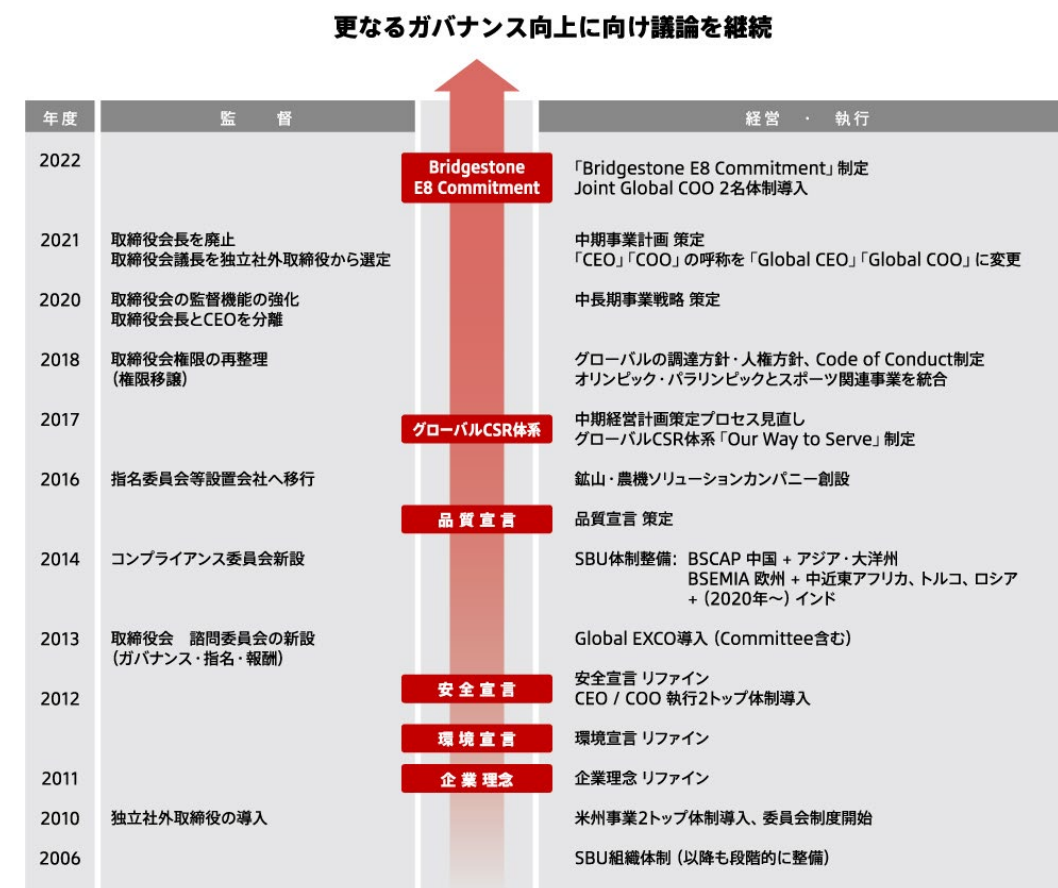 更なるガバナンス向上に向け議論を継続
年度 監 督 経営 ・ 執行
2022
Bridgestone
E8 Commitment
「Bridgestone E8 Commitment」制定
Joint Global COO 2名体制導入
2021
取締役会長を廃止
取締役会議長を独立社外取締役から選定
中期事業計画 策定
「CEO」「COO」の呼称を「Global CEO」「Global COO」に変更
2020
取締役会の監督機能の強化
取締役会長とCEOを分離
中長期事業戦略 策定
2018
取締役会権限の再整理
（権限移譲）
グローバルの調達方針・人権方針、Code of Conduct制定
オリンピック・パラリンピックとスポーツ関連事業を統合
2017
グローバルCSR体系
中期経営計画策定プロセス見直し
グローバルCSR体系「Our Way to Serve」制定
2016
指名委員会等設置会社へ移行
鉱山・農機ソリューションカンパニー創設
品質宣言
品質宣言 策定
2014
コンプライアンス委員会新設
SBU体制整備： BSCAP 中国 + アジア・大洋州
BSEMIA 欧州 + 中近東アフリカ、トルコ、ロシア
+（2020年～）インド
2013
取締役会　諮問委員会の新設
（ガバナンス・指名・報酬）
Global EXCO導入（Committee含む）
2012
安全宣言
安全宣言 リファイン
CEO / COO 執行2トップ体制導入
環境宣言
環境宣言 リファイン
2011
企業理念
企業理念 リファイン
2010
独立社外取締役の導入
米州事業2トップ体制導入、委員会制度開始
2006
SBU組織体制（以降も段階的に整備）